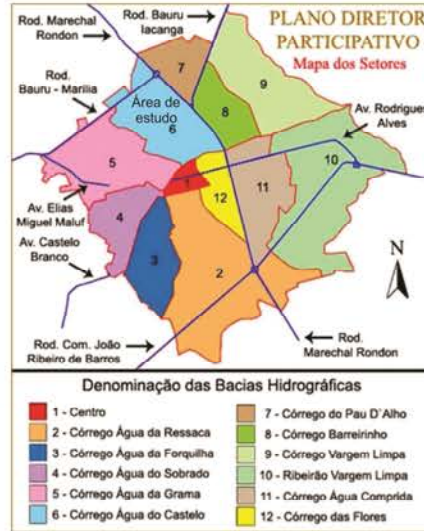 PLANO DIRETOR
PARTICIPATIVO
Mapa dos Setores
Rod. Marechal
Rondon
Rod. Bauru
Iacanga
Rod.
Bauru - Marilia
Área de
estudo
Av. Rodrigues
Alves
Av. Elias
Miguel Maluf
Av. Castelo
Branco
Rod. Com. João
Ribeiro de Barros
Rod.
Marechal Rondon
N
7
9
8
6
5
10
1
12
11
4
3
2
Denominação das Bacias Hidrográficas
1 - Centro
2 - Córrego Água da Ressaca
3 - Córrego Água da Forquilha
4 - Córrego Água do Sobrado
5 - Córrego Água da Grama
6 - Córrego Água do Castelo
7 - Córrego do Pau D`Alho
8 - Córrego Barreirinho
9 - Córrego Vargem Limpa
10 - Ribeirão Vargem Limpa
11 - Córrego Água Comprida
12 - Córrego das Flores